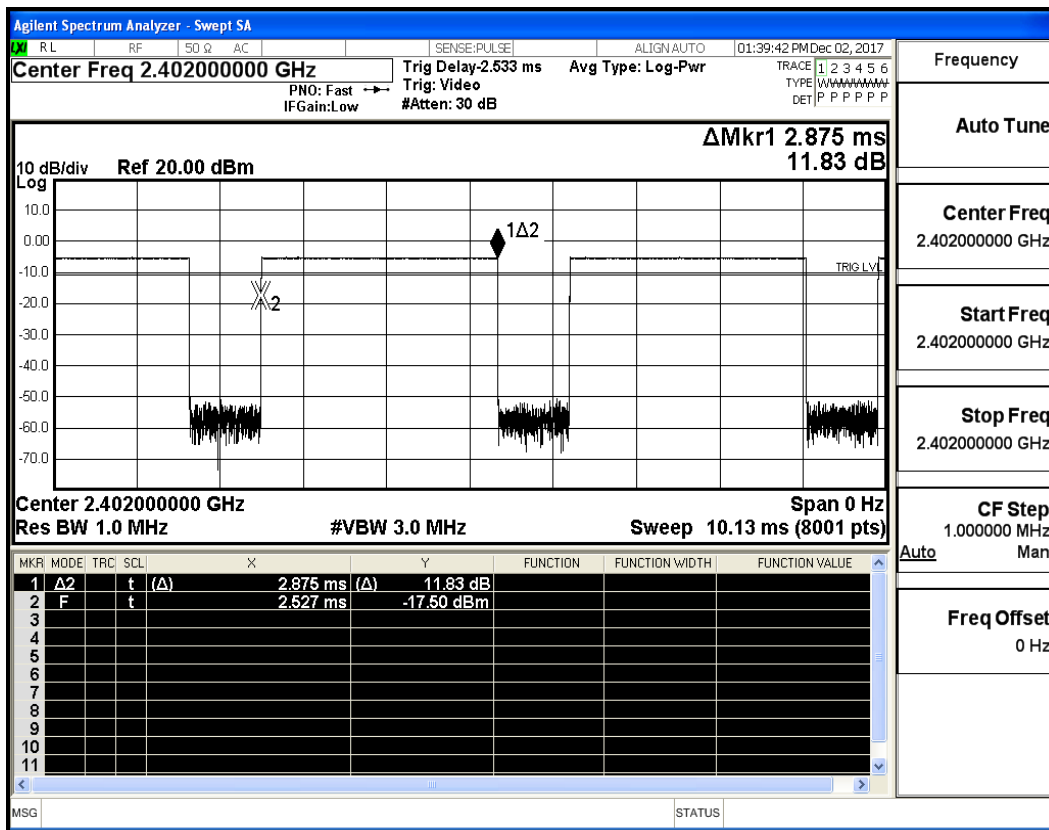 Agilent Spectrum Analyzer - Swept SA
LXI RL RF 50 Ω AC SENSE:PULSE ALIGN AUTO 01:39:42 PM Dec 02, 2017
Center Freq 2.402000000 GHz
PNO: Fast
IFGain:Low
Trig Delay-2.533 ms
Trig: Video
#Atten: 30 dB
Avg Type: Log-Pwr
TRACE 1 2 3 4 5 6
TYPE WWWWWWW
DET P P P P P P
ΔMkr1 2.875 ms
11.83 dB
10 dB/div Ref 20.00 dBm
Log
10.0
0.00
-10.0
-20.0
-30.0
-40.0
-50.0
-60.0
-70.0
1Δ2
TRIG LVL
2
Center 2.402000000 GHz Span 0 Hz
Res BW 1.0 MHz #VBW 3.0 MHz Sweep 10.13 ms (8001 pts)
MKR MODE TRC SCL X Y FUNCTION FUNCTION WIDTH FUNCTION VALUE
1 Δ2 t (Δ) 2.875 ms (Δ) 11.83 dB
2 F t 2.527 ms -17.50 dBm
3
4
5
6
7
8
9
10
11
MSG STATUS
Frequency
Auto Tune
Center Freq
2.402000000 GHz
Start Freq
2.402000000 GHz
Stop Freq
2.402000000 GHz
CF Step
1.000000 MHz
Auto Man
Freq Offset
0 Hz